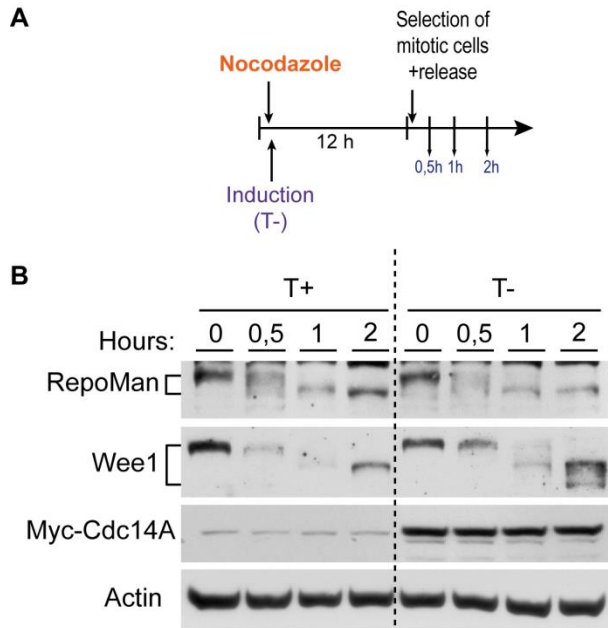 A
Nocodazole
Selection of
mitotic cells
+release
12 h
0,5h 1h 2h
Induction
(T-)
B
T+ T-
Hours: 0 0,5 1 2 0 0,5 1 2
RepoMan
Wee1
Myc-Cdc14A
Actin